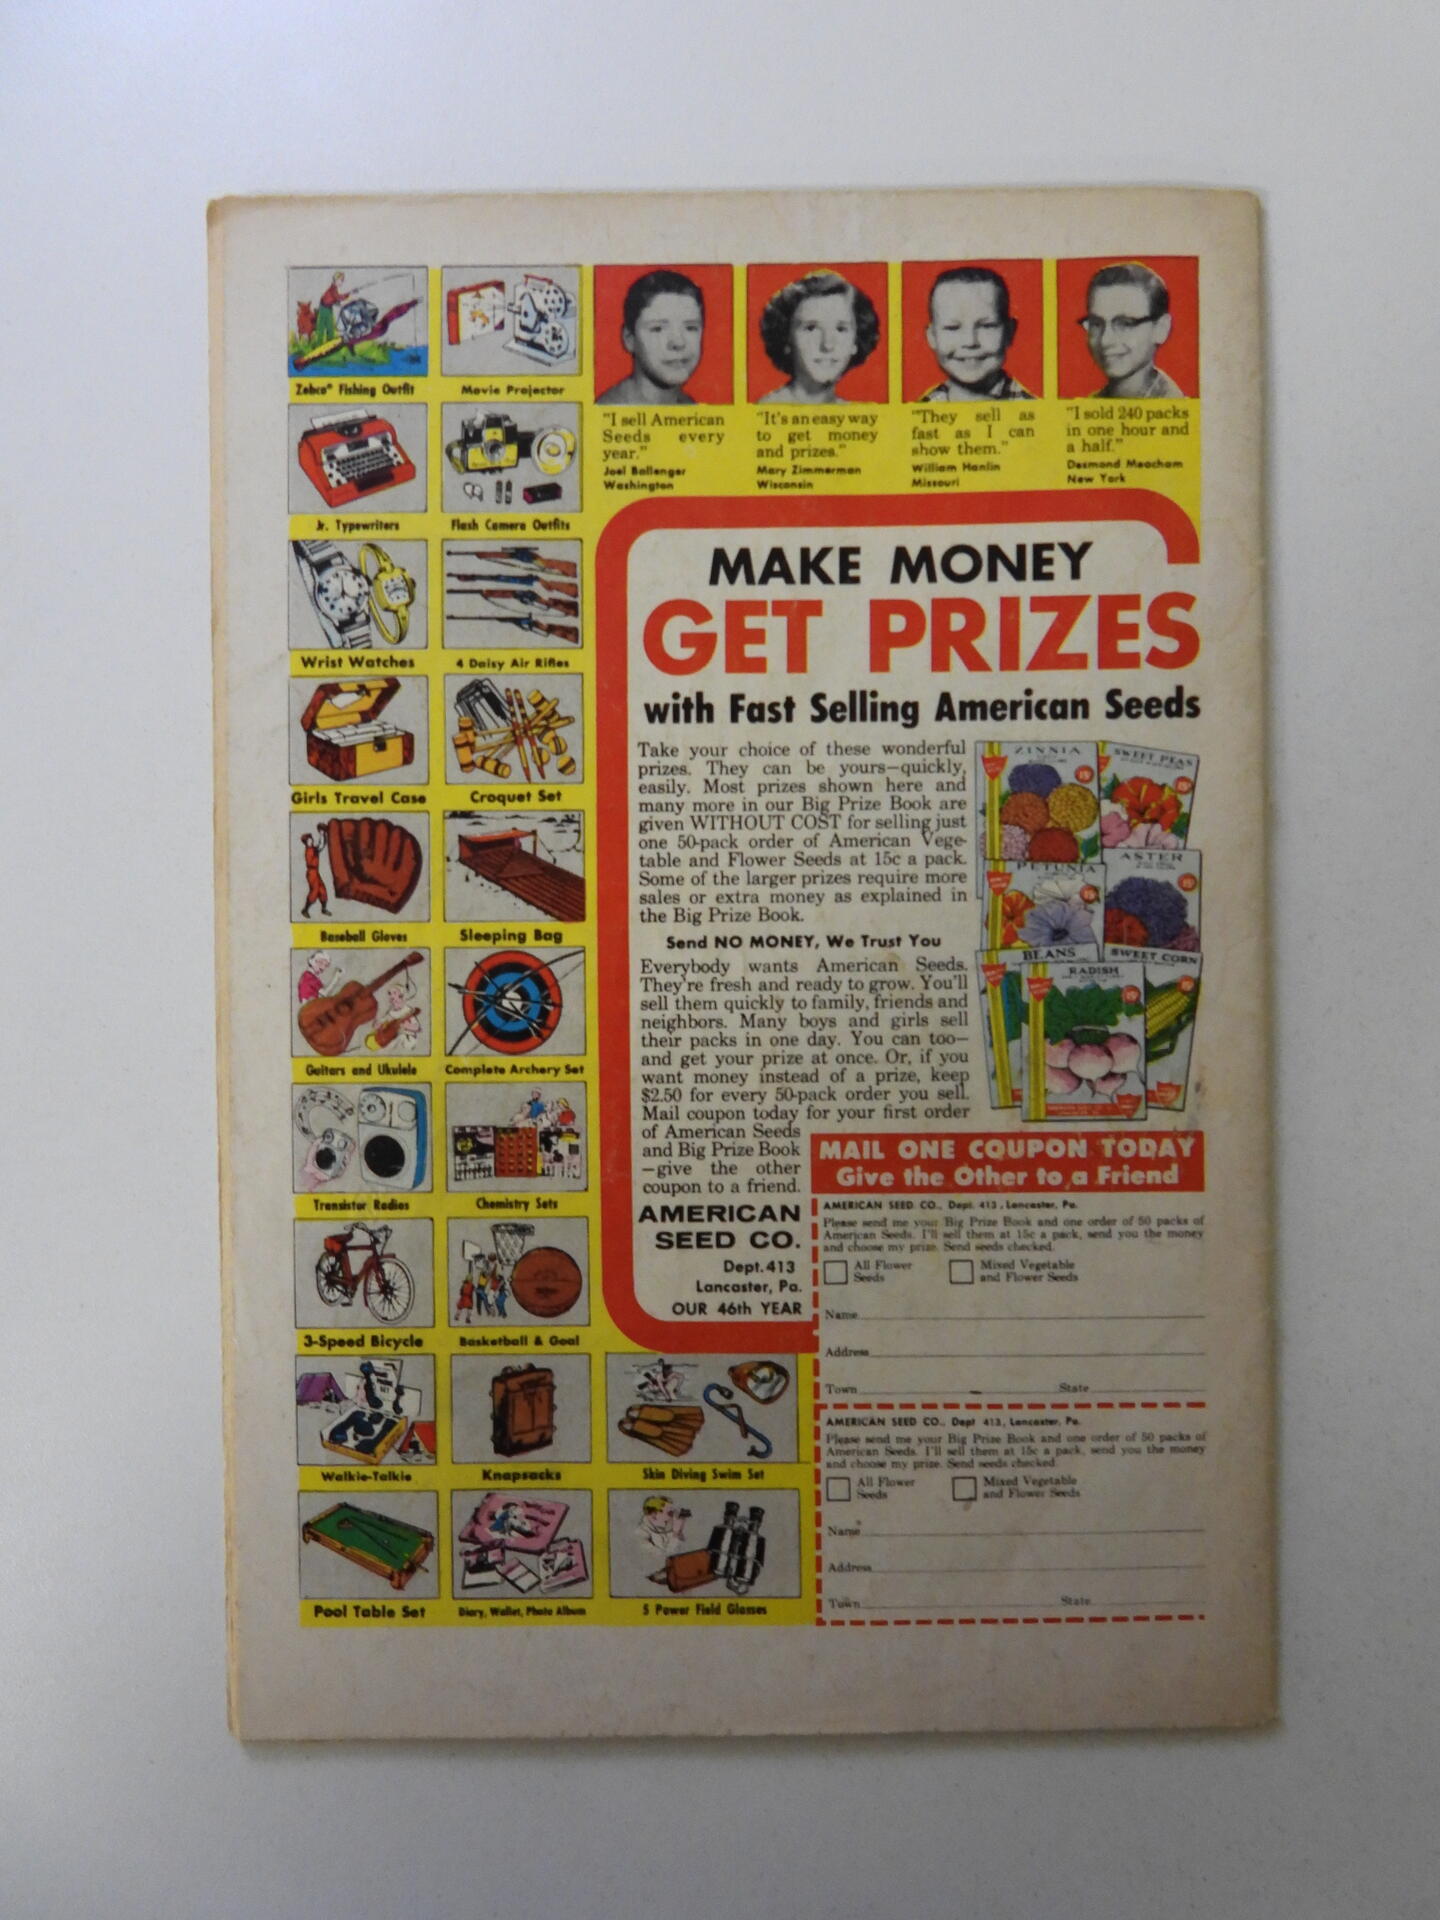 Zebco® Fishing Outfit
Movie Projector
Jr. Typewriters
Flash Camera Outfits
Wrist Watches
4 Daisy Air Rifles
Girls Travel Case
Croquet Set
Baseball Gloves
Sleeping Bag
Guitars and Ukulele
Complete Archery Set
Transistor Radios
Chemistry Sets
3-Speed Bicycle
Basketball & Goal
Walkie-Talkie
Knapsacks
Skin Diving Swim Set
Pool Table Set
Diary, Wallet, Photo Album
5 Power Field Glasses
"I sell American
Seeds every
year."
Joel Ballenger
Washington
"It's an easy way
to get money
and prizes."
Mary Zimmerman
Wisconsin
"They sell as
fast as I can
show them."
William Hanlin
Missouri
"I sold 240 packs
in one hour and
a half."
Desmond Meacham
New York
MAKE MONEY
GET PRIZES
with Fast Selling American Seeds
Take your choice of these wonderful
prizes. They can be yours—quickly,
easily. Most prizes shown here and
many more in our Big Prize Book are
given WITHOUT COST for selling just
one 50-pack order of American Vege-
table and Flower Seeds at 15c a pack.
Some of the larger prizes require more
sales or extra money as explained in
the Big Prize Book.
Send NO MONEY, We Trust You
Everybody wants American Seeds.
They're fresh and ready to grow. You'll
sell them quickly to family, friends and
neighbors. Many boys and girls sell
their packs in one day. You can too—
and get your prize at once. Or, if you
want money instead of a prize, keep
$2.50 for every 50-pack order you sell.
Mail coupon today for your first order
of American Seeds
and Big Prize Book
—give the other
coupon to a friend.
AMERICAN
SEED CO.
Dept. 413
Lancaster, Pa.
OUR 46th YEAR
ZINNIA
15¢
SWEET PEAS
15¢
PETUNIA
15¢
ASTER
15¢
BEANS
SWEET CORN
15¢
RADISH
15¢
MAIL ONE COUPON TODAY
Give the Other to a Friend
AMERICAN SEED CO., Dept. 413, Lancaster, Pa.
Please send me your Big Prize Book and one order of 50 packs of
American Seeds. I'll sell them at 15c a pack, send you the money
and choose my prize. Send seeds checked.
All Flower
Seeds
Mixed Vegetable
and Flower Seeds
Name
Address
Town State
AMERICAN SEED CO., Dept. 413, Lancaster, Pa.
Please send me your Big Prize Book and one order of 50 packs of
American Seeds. I'll sell them at 15c a pack, send you the money
and choose my prize. Send seeds checked.
All Flower
Seeds
Mixed Vegetable
and Flower Seeds
Name
Address
Town State